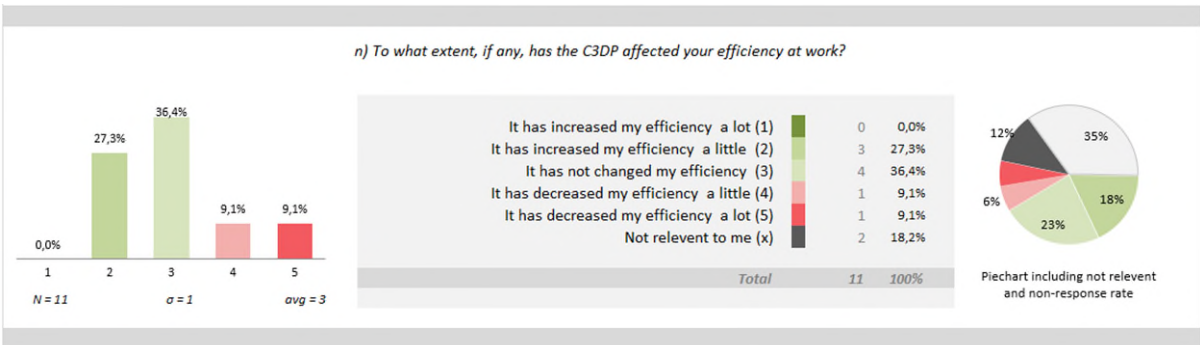 n) To what extent, if any, has the C3DP affected your efficiency at work?
0,0%
27,3%
36,4%
9,1%
9,1%
1 2 3 4 5
N = 11 σ = 1 avg = 3
It has increased my efficiency a lot (1) 0 0,0%
It has increased my efficiency a little (2) 3 27,3%
It has not changed my efficiency (3) 4 36,4%
It has decreased my efficiency a little (4) 1 9,1%
It has decreased my efficiency a lot (5) 1 9,1%
Not relevent to me (x) 2 18,2%
Total 11 100%
12%
35%
6%
18%
23%
Piechart including not relevent
and non-response rate